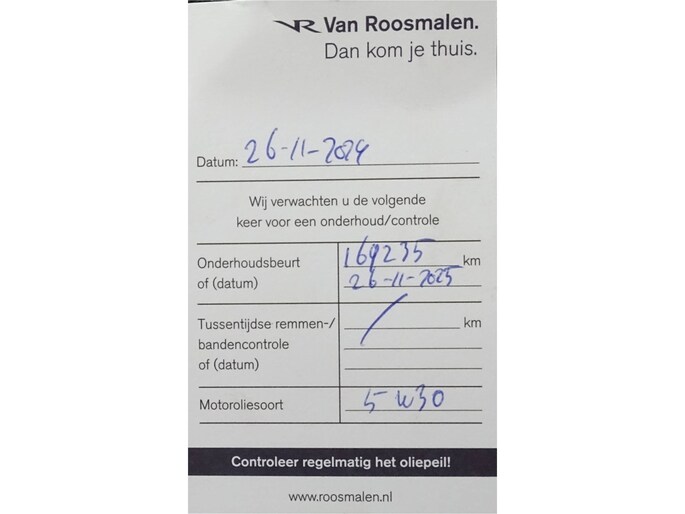 VR Van Roosmalen.
Dan kom je thuis.
Datum: 26-11-2024
Wij verwachten u de volgende
keer voor een onderhoud/controle
Onderhoudsbeurt 169235 km
of (datum) 26-11-2025
Tussentijdse remmen-/ km
bandencontrole
of (datum)
Motoroliesoort 5W30
Controleer regelmatig het oliepeil!
www.roosmalen.nl